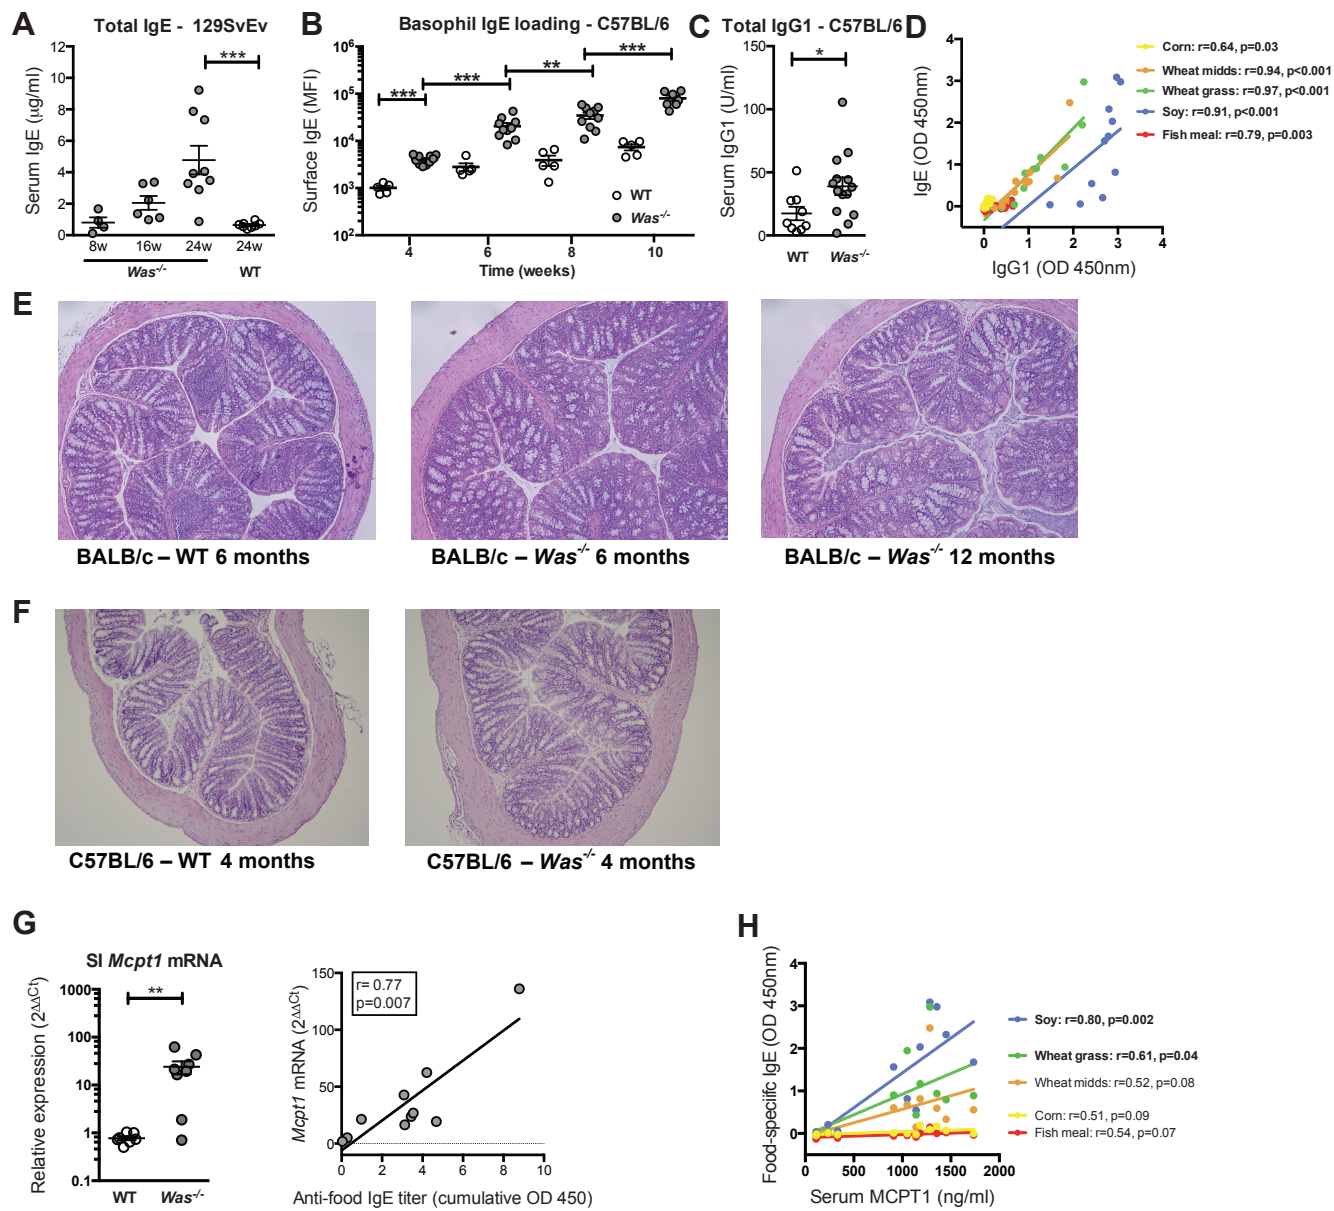 A
Total IgE - 129SvEv
Serum IgE (µg/ml)
12
10
8
6
4
2
0
***
8w 16w 24w 24w
Was-/- WT
B
Basophil IgE loading - C57BL/6
Surface IgE (MFI)
10^6
10^5
10^4
10^3
10^2
*** *** ** ***
WT
Was-/-
4 6 8 10
Time (weeks)
C
Total IgG1 - C57BL/6
Serum IgG1 (U/ml)
150
100
50
0
*
WT Was-/-
D
IgE (OD 450nm)
4
3
2
1
0
0 1 2 3 4
IgG1 (OD 450nm)
Corn: r=0.64, p=0.03
Wheat midds: r=0.94, p<0.001
Wheat grass: r=0.97, p<0.001
Soy: r=0.91, p<0.001
Fish meal: r=0.79, p=0.003
E
BALB/c – WT 6 months
BALB/c – Was-/- 6 months
BALB/c – Was-/- 12 months
F
C57BL/6 – WT 4 months
C57BL/6 – Was-/- 4 months
G
SI Mcpt1 mRNA
Relative expression (2^ΔΔCt)
1000
100
10
1
0.1
**
WT Was-/-
Mcpt1 mRNA (2^ΔΔCt)
150
100
50
0
r= 0.77
p=0.007
0 2 4 6 8 10
Anti-food IgE titer (cumulative OD 450)
H
Food-speciifc IgE (OD 450nm)
4
3
2
1
0
0 500 1000 1500 2000
Serum MCPT1 (ng/ml)
Soy: r=0.80, p=0.002
Wheat grass: r=0.61, p=0.04
Wheat midds: r=0.52, p=0.08
Corn: r=0.51, p=0.09
Fish meal: r=0.54, p=0.07